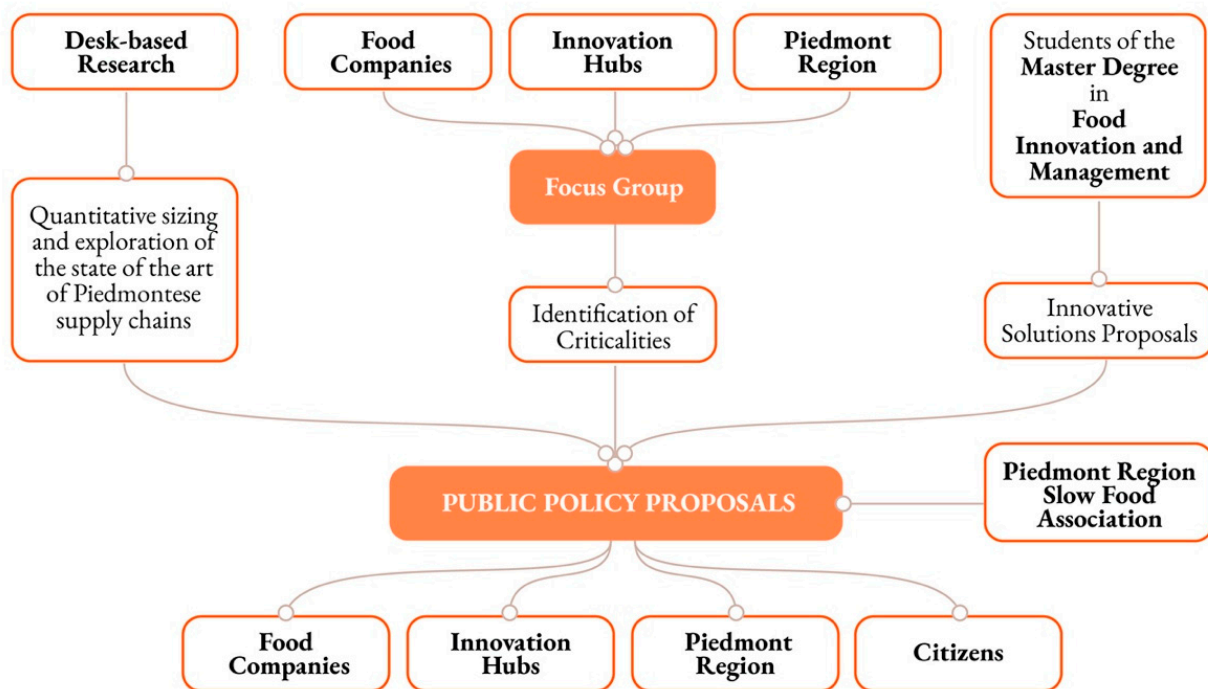 Desk-based
Research
Food
Companies
Innovation
Hubs
Piedmont
Region
Students of the
Master Degree
in
Food
Innovation and
Management
Focus Group
Quantitative sizing
and exploration of
the state of the art
of Piedmontese
supply chains
Identification of
Criticalities
Innovative
Solutions Proposals
PUBLIC POLICY PROPOSALS
Piedmont Region
Slow Food
Association
Food
Companies
Innovation
Hubs
Piedmont
Region
Citizens